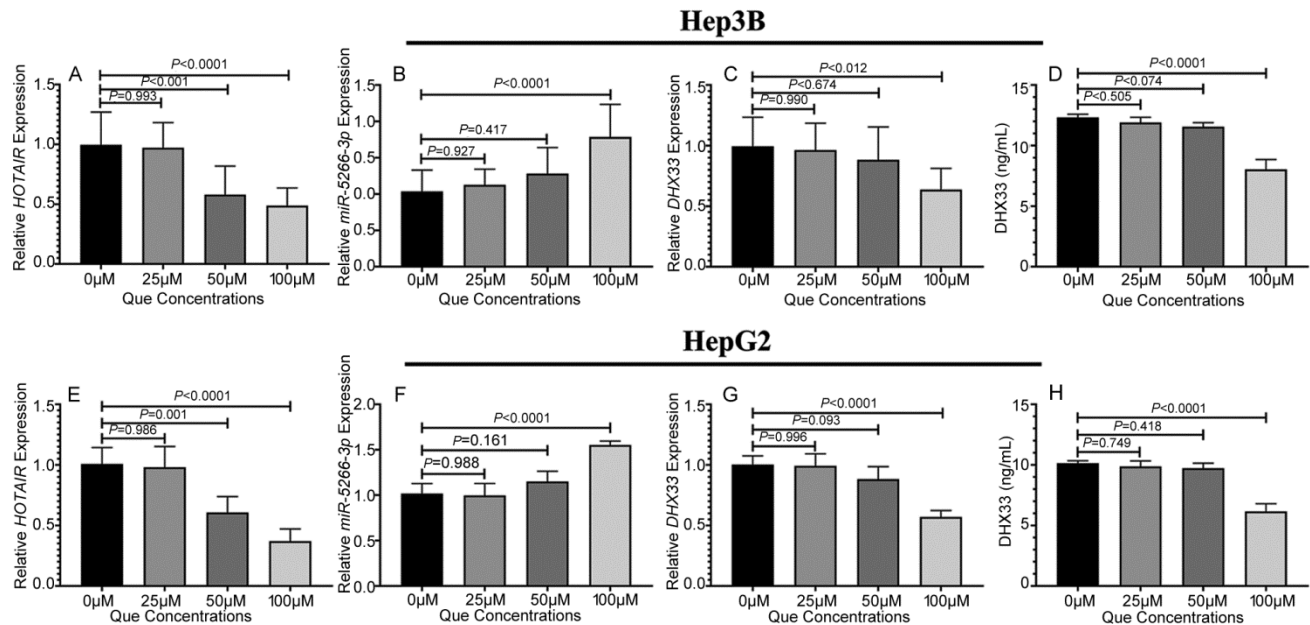 Hep3B
A
P<0.0001
P<0.001
P=0.993
Relative HOTAIR Expression
1.5
1.0
0.5
0.0
0µM 25µM 50µM 100µM
Que Concentrations
B
P<0.0001
P=0.417
P=0.927
Relative miR-5266-3p Expression
1.5
1.0
0.5
0.0
0.5
0.0
0µM 25µM 50µM 100µM
Que Concentrations
C
P<0.012
P<0.674
P=0.990
Relative DHX33 Expression
1.5
1.0
0.5
0.0
0µM 25µM 50µM 100µM
Que Concentrations
D
P<0.0001
P<0.074
P<0.505
DHX33 (ng/mL)
15
10
5
0
0µM 25µM 50µM 100µM
Que Concentrations
HepG2
E
P<0.0001
P=0.001
P=0.986
Relative HOTAIR Expression
1.5
1.0
0.5
0.0
0µM 25µM 50µM 100µM
Que Concentrations
F
P<0.0001
P=0.161
P=0.988
Relative miR-5266-3p Expression
2.0
1.5
1.0
0.5
0.0
0µM 25µM 50µM 100µM
Que Concentrations
G
P<0.0001
P=0.093
P=0.996
Relative DHX33 Expression
1.5
1.0
0.5
0.0
0µM 25µM 50µM 100µM
Que Concentrations
H
P<0.0001
P=0.418
P=0.749
DHX33 (ng/mL)
15
10
5
0
0µM 25µM 50µM 100µM
Que Concentrations